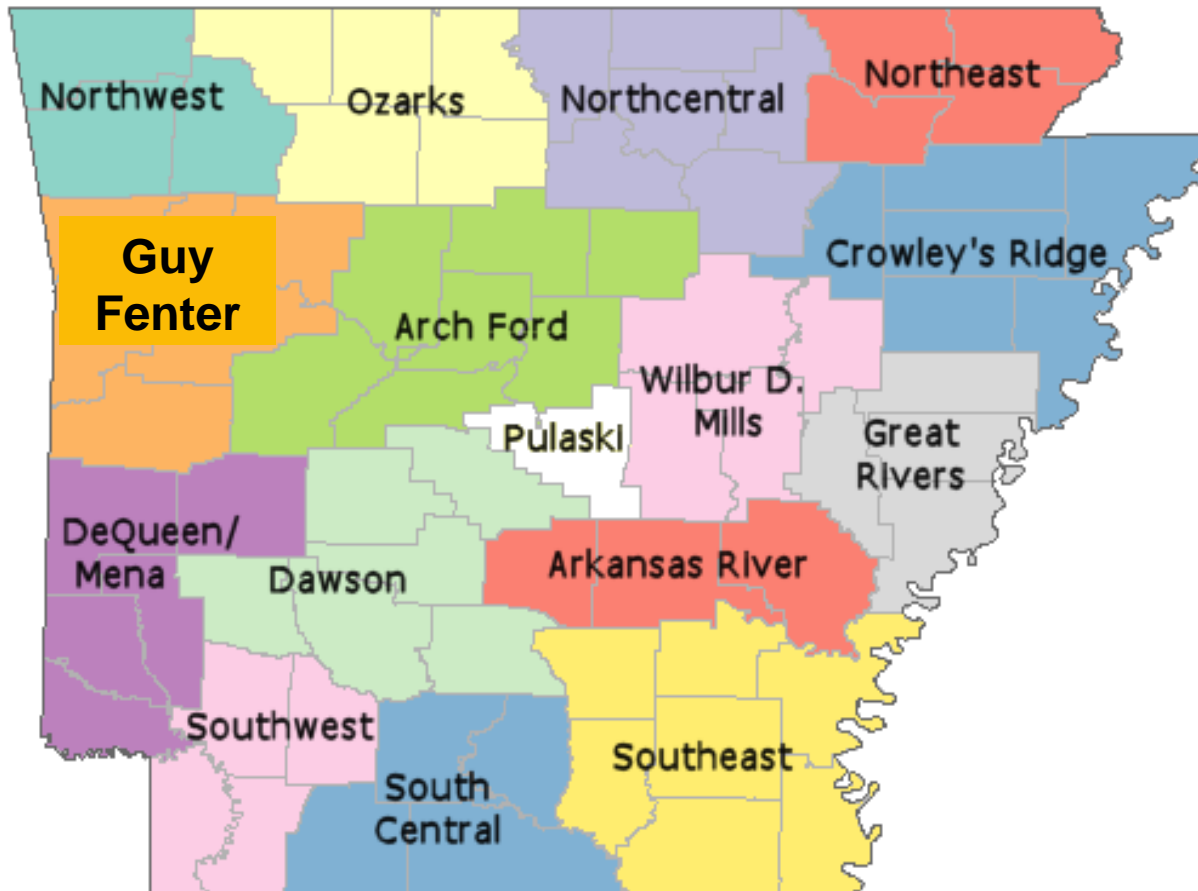 Northwest
Ozarks
Northcentral
Northeast
Guy
Fenter
Crowley's Ridge
Arch Ford
Wilbur D.
Mills
Pulaski
Great
Rivers
DeQueen/
Mena
Dawson
Arkansas River
Southwest
Southeast
South
Central